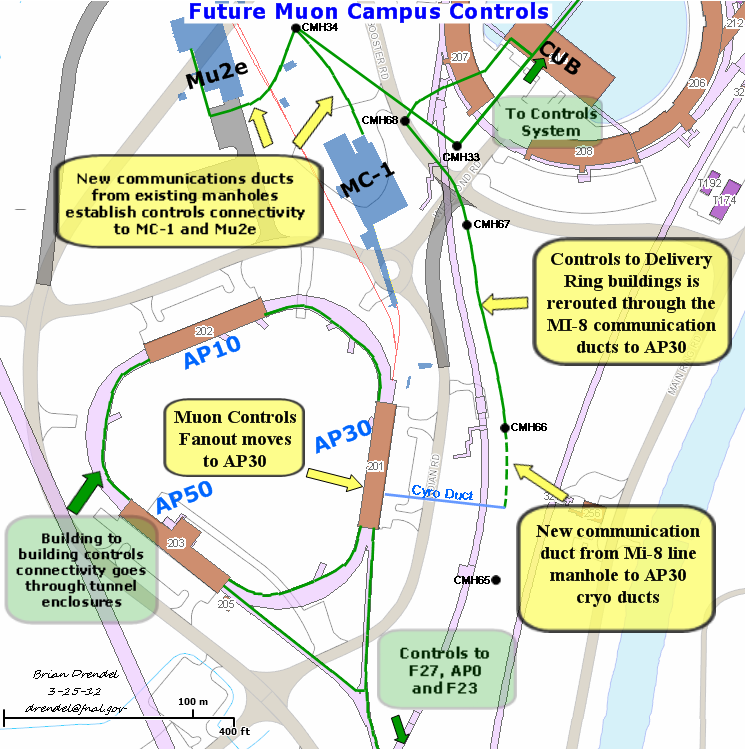 Future Muon Campus Controls
CMH34
Mu2e
BOOSTER RD
CUB
207
212
206
208
CMH68
To Controls
System
CMH33
T192
T174
New communications ducts
from existing manholes
establish controls connectivity
to MC-1 and Mu2e
MC-1
CMH67
Controls to Delivery
Ring buildings is
rerouted through the
MI-8 communication
ducts to AP30
202
201
203
205
AP10
Muon Controls
Fanout moves
to AP30
AP30
CMH66
AP50
Cyro Duct
Building to
building controls
connectivity goes
through tunnel
enclosures
New communication
duct from Mi-8 line
manhole to AP30
cryo ducts
CMH65
Controls to
F27, AP0
and F23
Brian Drendel
3-25-12
drendel@fnal.gov
100 m
400 ft